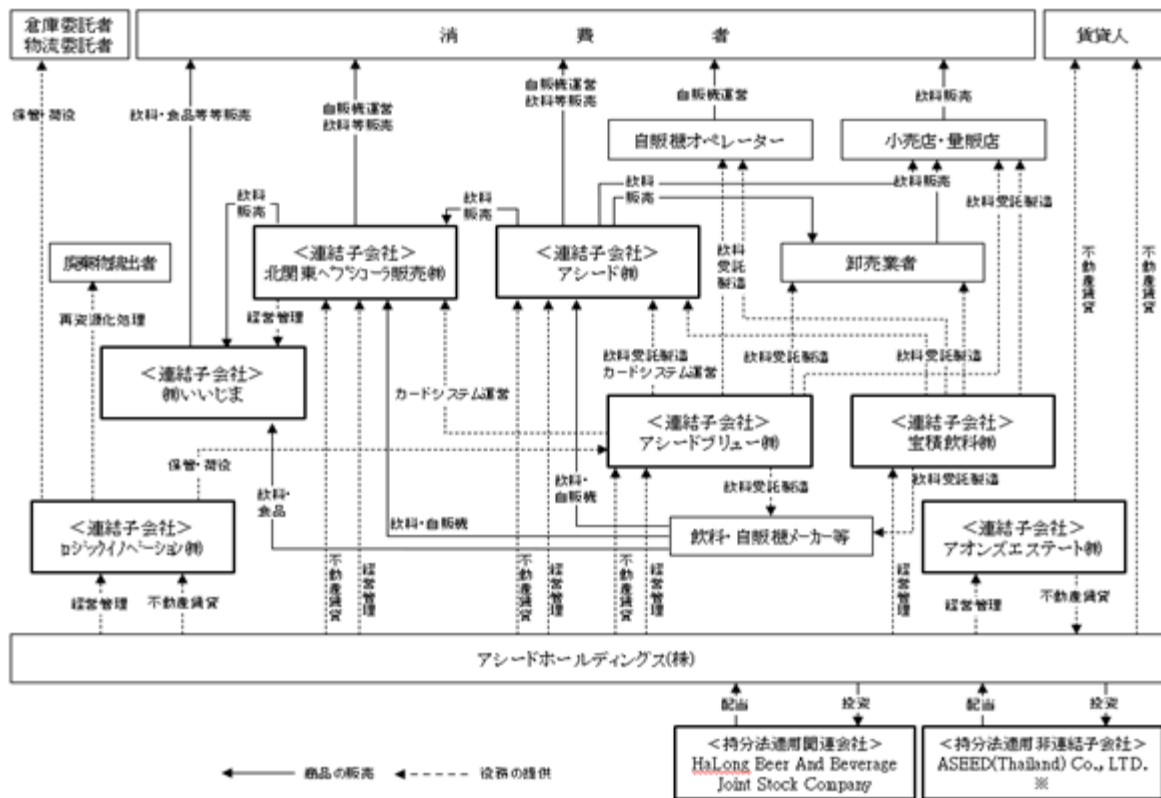 倉庫委託者
物流委託者
消費者
賃貸人
保管・荷役
飲料・食品等等販売
自販機運営
飲料等販売
自販機運営
飲料等販売
自販機運営
飲料販売
自販機オペレーター
小売店・量販店
飲料
販売
飲料
販売
飲料
販売
飲料販売
飲料受託製造
<連結子会社>
北関東ペプシコーラ販売㈱
<連結子会社>
アシード㈱
飲料
受託
製造
卸売業者
不動産賃貸
不動産賃貸
再資源化処理
経営管理
<連結子会社>
㈱いいじま
カードシステム運営
飲料受託製造
カードシステム運営
飲料受託製造
飲料受託製造
飲料受託製造
<連結子会社>
アシードブリュー㈱
<連結子会社>
宝積飲料㈱
保管・荷役
飲料・
食品
飲料・
自販機
飲料受託製造
飲料受託製造
<連結子会社>
ロジックイノベーション㈱
飲料・自販機
飲料・自販機メーカー等
<連結子会社>
アオンズエステート㈱
経営管理
不動産賃貸
不動産賃貸
経営管理
不動産賃貸
経営管理
不動産賃貸
経営管理
経営管理
経営管理
不動産賃貸
アシードホールディングス(株)
配当
投資
配当
投資
<持分法適用関連会社>
HaLong Beer And Beverage
Joint Stock Company
<持分法適用非連結子会社>
ASEED(Thailand) Co., LTD.
※
商品の販売
役務の提供